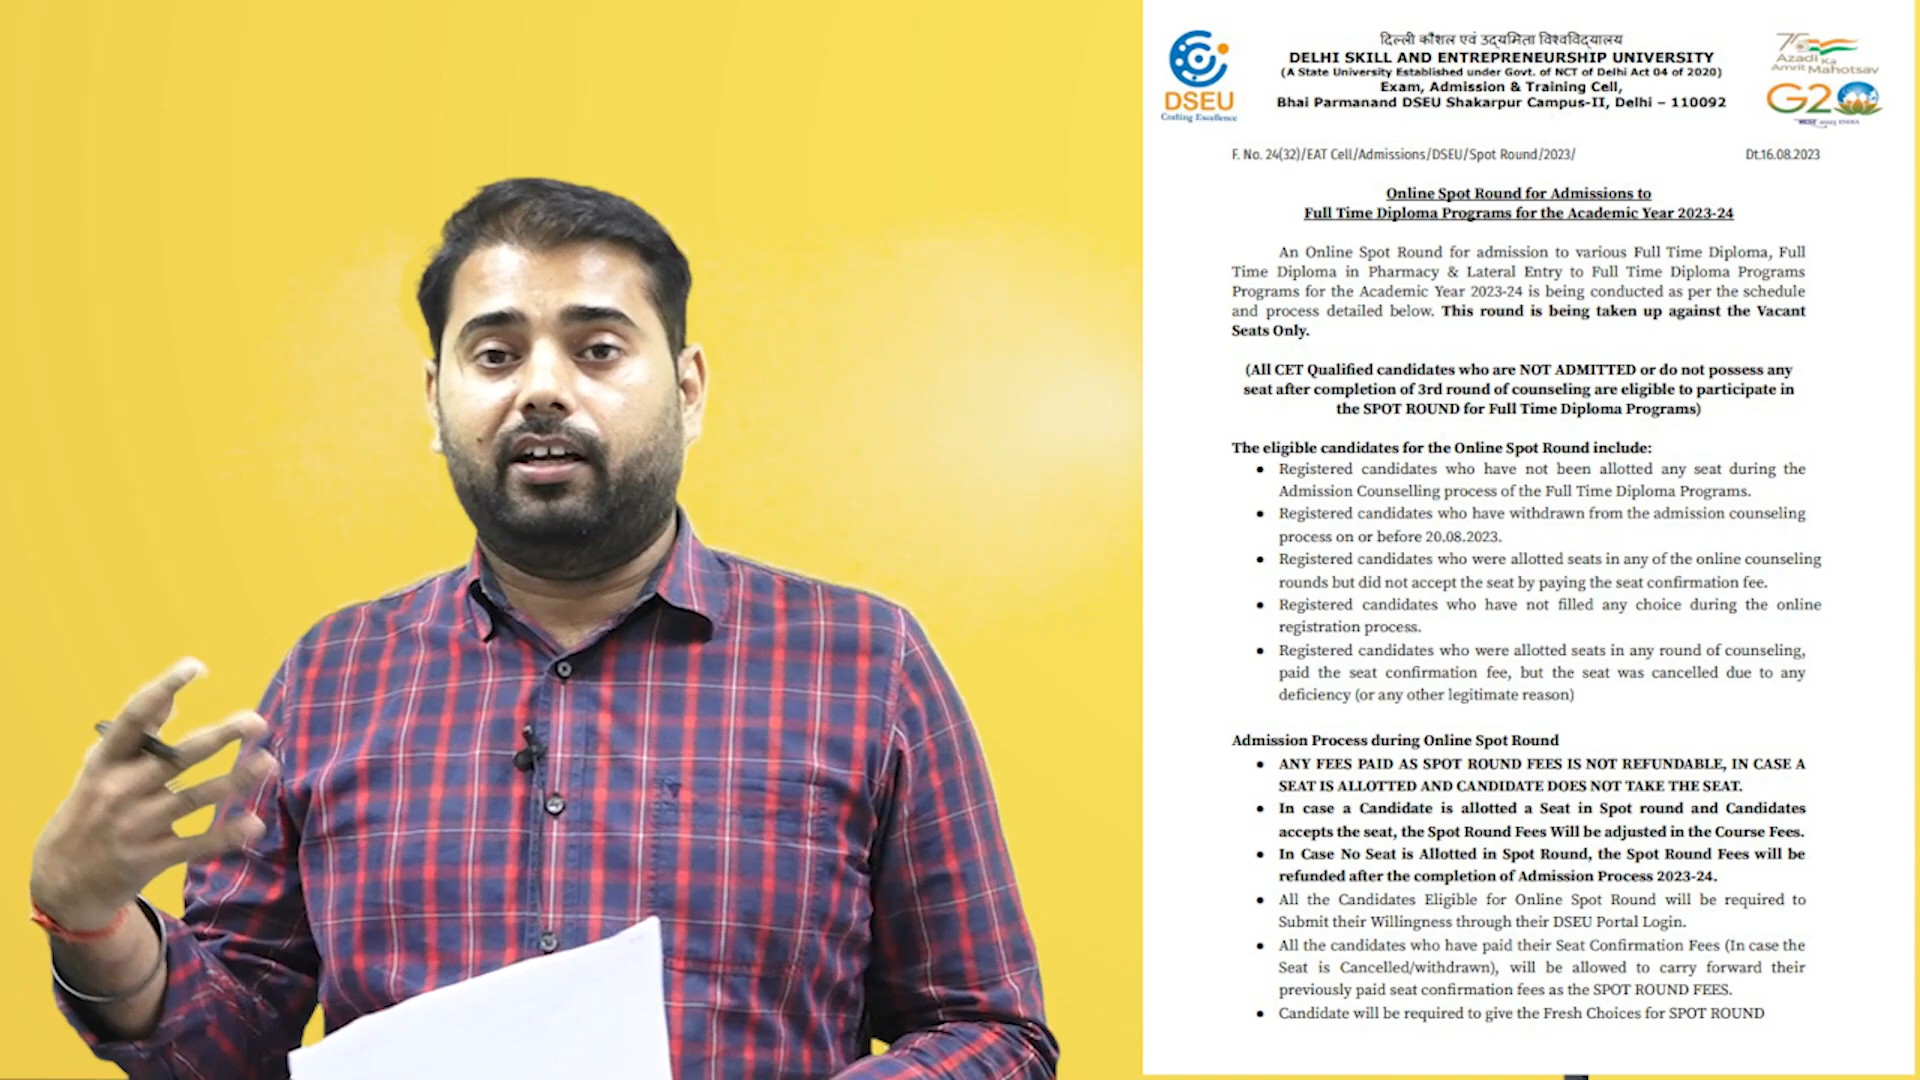 दिल्ली कौशल एवं उद्यमिता विश्वविद्यालय
DELHI SKILL AND ENTREPRENEURSHIP UNIVERSITY
(A State University Established under Govt. of NCT of Delhi Act 04 of 2020)
Exam, Admission & Training Cell,
Bhai Parmanand DSEU Shakarpur Campus-II, Delhi – 110092
DSEU
Crafting Excellence
75
Azadi Ka
Amrit Mahotsav
G20
2023 INDIA
F. No. 24(32)/EAT Cell/Admissions/DSEU/Spot Round/2023/
Dt.16.08.2023
Online Spot Round for Admissions to
Full Time Diploma Programs for the Academic Year 2023-24
An Online Spot Round for admission to various Full Time Diploma, Full
Time Diploma in Pharmacy & Lateral Entry to Full Time Diploma Programs
Programs for the Academic Year 2023-24 is being conducted as per the schedule
and process detailed below. This round is being taken up against the Vacant
Seats Only.
(All CET Qualified candidates who are NOT ADMITTED or do not possess any
seat after completion of 3rd round of counseling are eligible to participate in
the SPOT ROUND for Full Time Diploma Programs)
The eligible candidates for the Online Spot Round include:
● Registered candidates who have not been allotted any seat during the
Admission Counselling process of the Full Time Diploma Programs.
● Registered candidates who have withdrawn from the admission counseling
process on or before 20.08.2023.
● Registered candidates who were allotted seats in any of the online counseling
rounds but did not accept the seat by paying the seat confirmation fee.
● Registered candidates who have not filled any choice during the online
registration process.
● Registered candidates who were allotted seats in any round of counseling,
paid the seat confirmation fee, but the seat was cancelled due to any
deficiency (or any other legitimate reason)
Admission Process during Online Spot Round
● ANY FEES PAID AS SPOT ROUND FEES IS NOT REFUNDABLE, IN CASE A
SEAT IS ALLOTTED AND CANDIDATE DOES NOT TAKE THE SEAT.
● In case a Candidate is allotted a Seat in Spot round and Candidates
accepts the seat, the Spot Round Fees Will be adjusted in the Course Fees.
● In Case No Seat is Allotted in Spot Round, the Spot Round Fees will be
refunded after the completion of Admission Process 2023-24.
● All the Candidates Eligible for Online Spot Round will be required to
Submit their Willingness through their DSEU Portal Login.
● All the candidates who have paid their Seat Confirmation Fees (In case the
Seat is Cancelled/withdrawn), will be allowed to carry forward their
previously paid seat confirmation fees as the SPOT ROUND FEES.
● Candidate will be required to give the Fresh Choices for SPOT ROUND